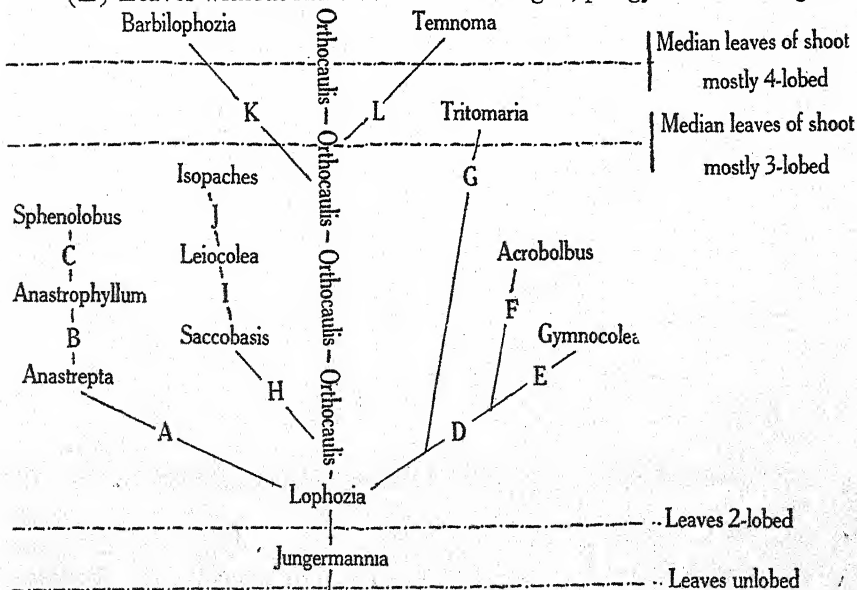 Barbilophozia Temnoma
Median leaves of shoot
mostly 4-lobed
K L Tritomaria
Median leaves of shoot
mostly 3-lobed
Isopaches G
Sphenolobus J
C Leiocolea Acrobolbus
Anastrophyllum I F
B Saccobasis Gymnocolea
Anastrepta H E
A D
Orthocaulis – Orthocaulis – Orthocaulis – Orthocaulis
Lophozia
Leaves 2-lobed
Jungermannia
Leaves unlobed